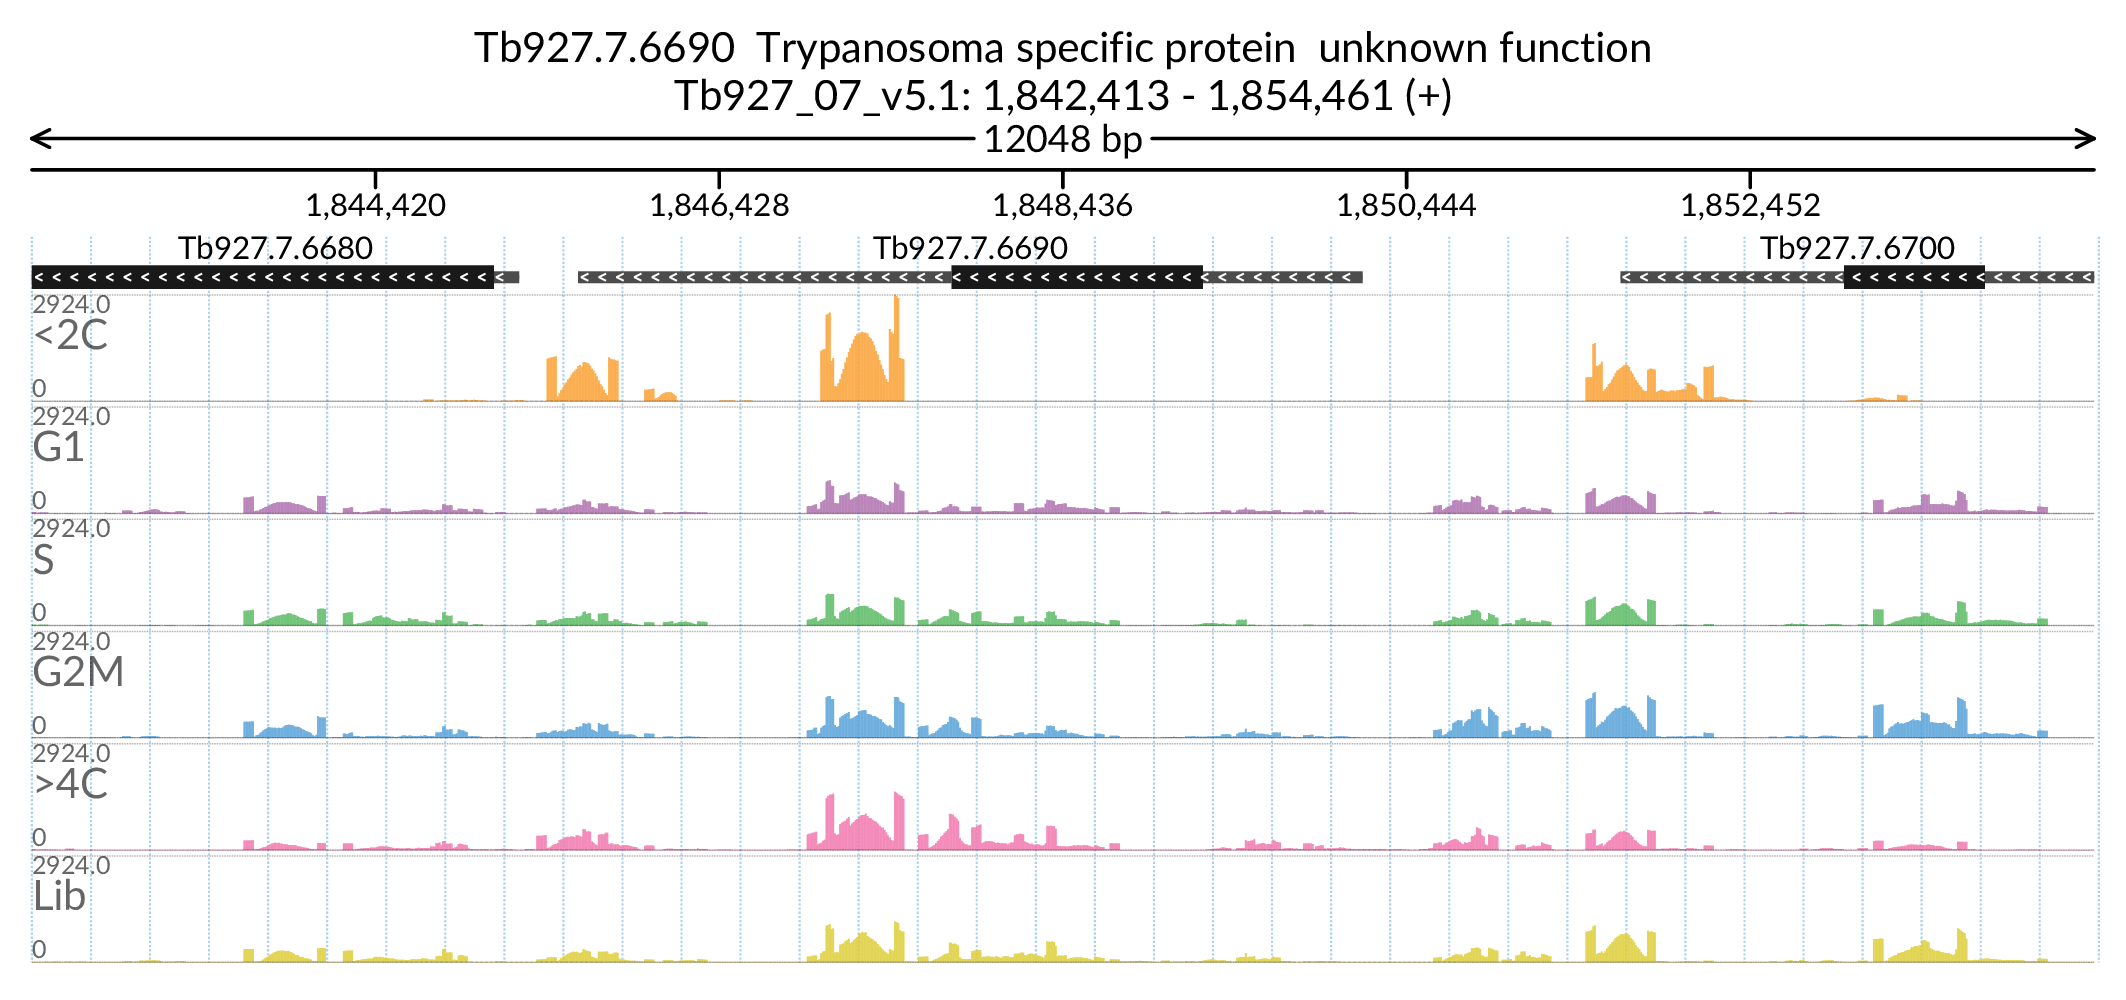 Tb927.7.6690  Trypanosoma specific protein  unknown function
Tb927_07_v5.1: 1,842,413 - 1,854,461 (+)
12048 bp
1,844,420 1,846,428 1,848,436 1,850,444 1,852,452
Tb927.7.6680 Tb927.7.6690 Tb927.7.6700
2924.0
<2C
0
2924.0
G1
0
2924.0
S
0
2924.0
G2M
0
2924.0
>4C
0
2924.0
Lib
0